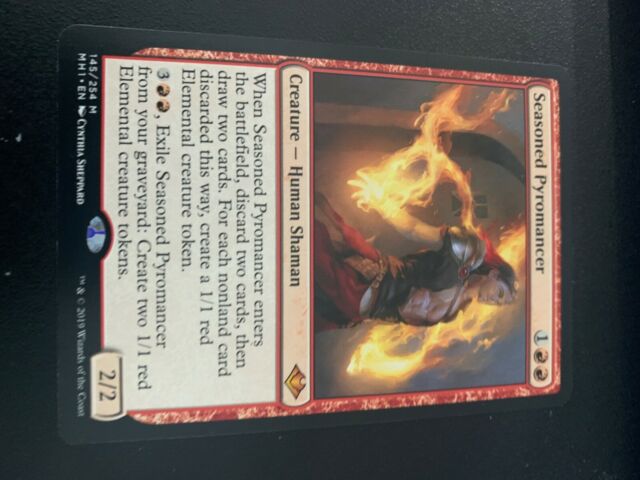 Seasoned Pyromancer 1
Creature — Human Shaman
When Seasoned Pyromancer enters
the battlefield, discard two cards, then
draw two cards. For each nonland card
discarded this way, create a 1/1 red
Elemental creature token.
3, Exile Seasoned Pyromancer
from your graveyard: Create two 1/1 red
Elemental creature tokens.
2/2
145/254 M
MH1 • EN Cynthia Sheppard
™ & © 2019 Wizards of the Coast